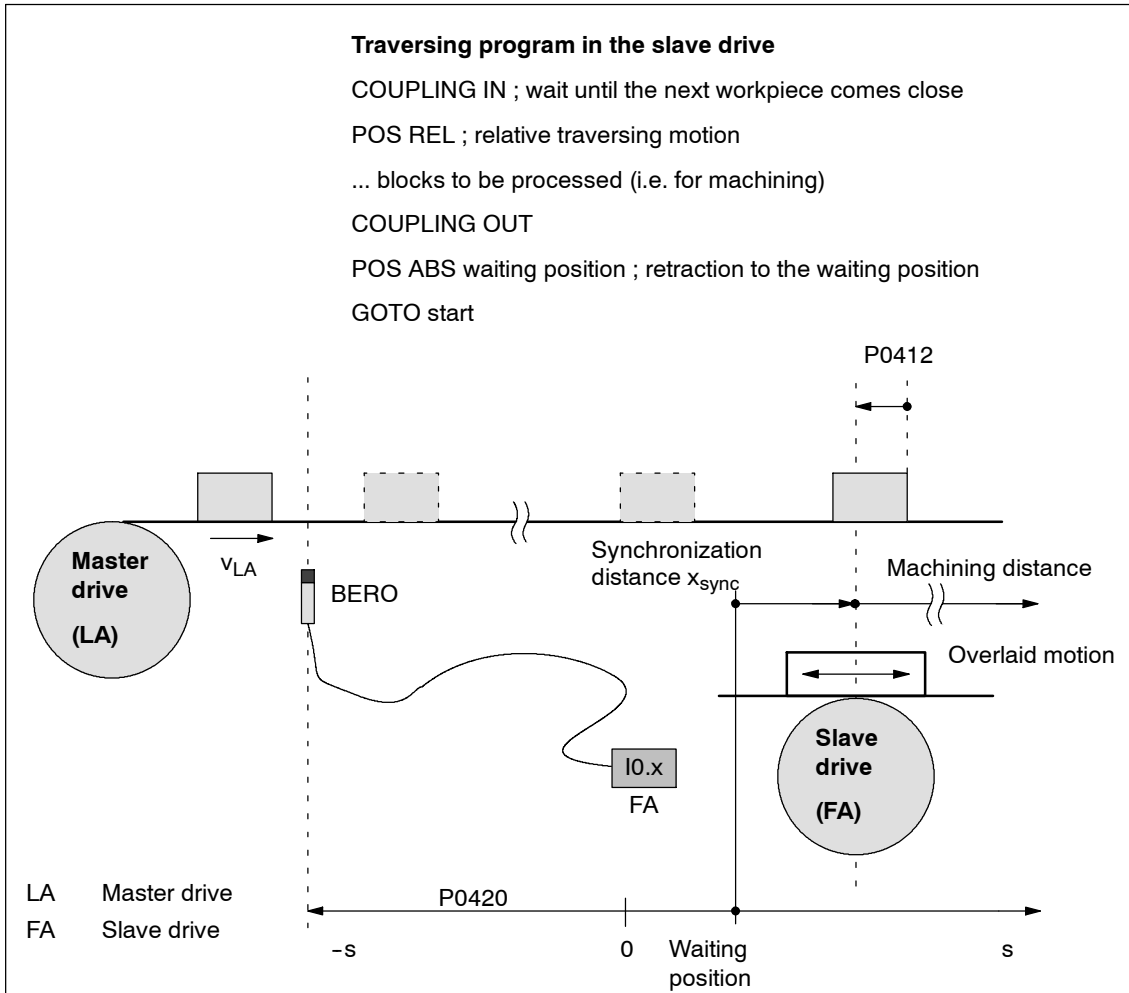 Traversing program in the slave drive
COUPLING IN ; wait until the next workpiece comes close
POS REL ; relative traversing motion
... blocks to be processed (i.e. for machining)
COUPLING OUT
POS ABS waiting position ; retraction to the waiting position
GOTO start
P0412
Master
drive
(LA)
vLA
BERO
Synchronization
distance xsync
Machining distance
Overlaid motion
I0.x
FA
Slave
drive
(FA)
LA Master drive
FA Slave drive
P0420
–s
0
Waiting
position
s